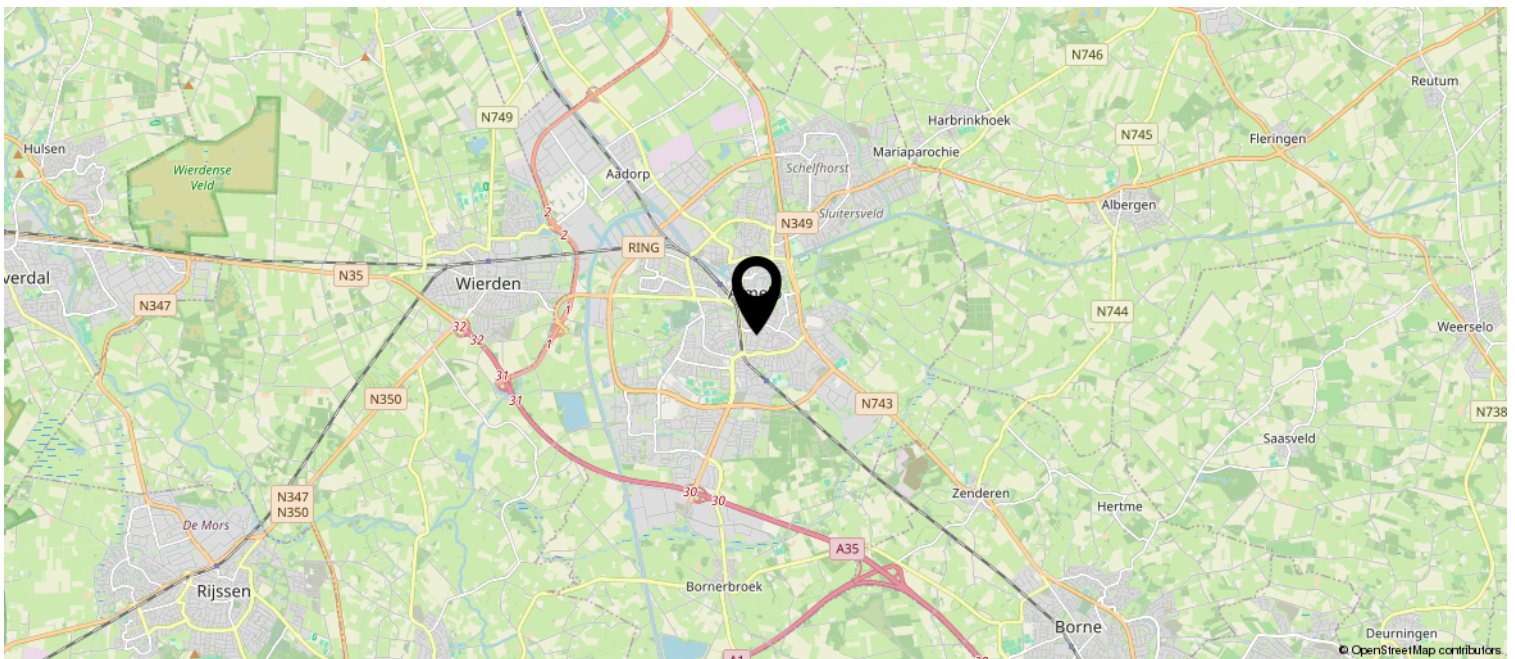 N746
Reutum
N749
Harbrinkhoek
N745
Fleringen
Hulsen
Mariaparochie
Wierdense
Veld
Schelfhorst
Aadorp
Albergen
2
Sluitersveld
N349
2
RING
verdal
N35
Wierden
N347
1
N744
32
32
Weerselo
1
31
31
N350
N743
N738
Saasveld
30
30
Zenderen
N347
N350
Hertme
De Mors
A35
Bornerbroek
Rijssen
Borne
Deurningen
A1
© OpenStreetMap contributors